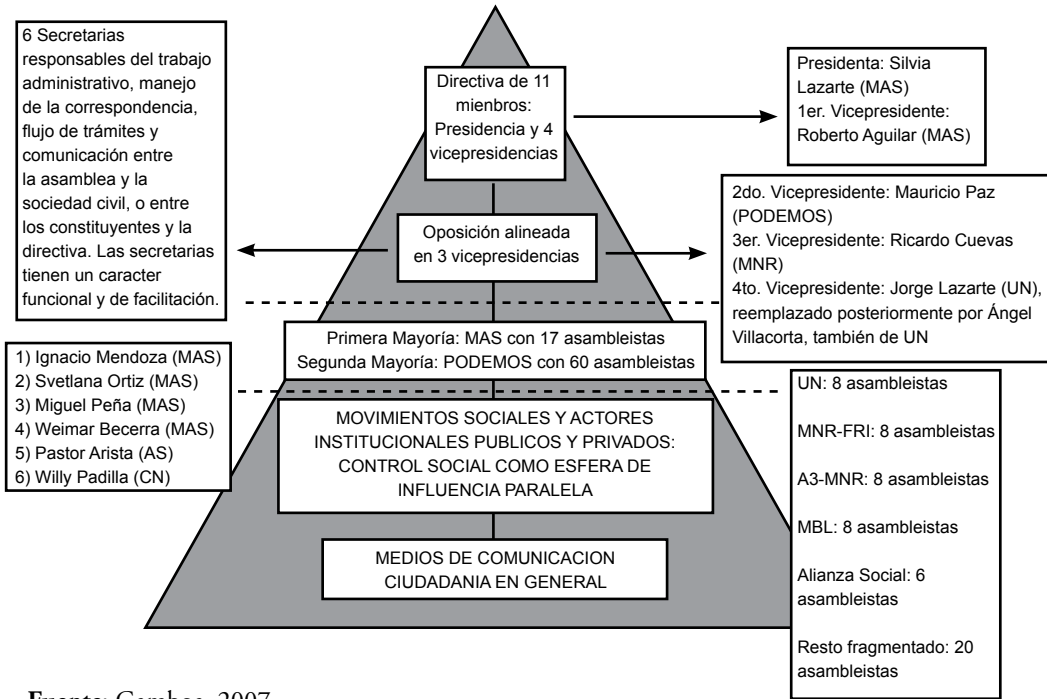 6 Secretarias
responsables del trabajo
administrativo, manejo
de la correspondencia,
flujo de trámites y
comunicación entre
la asamblea y la
sociedad civil, o entre
los constituyentes y la
directiva. Las secretarias
tienen un caracter
funcional y de facilitación.
Directiva de 11
mienbros:
Presidencia y 4
vicepresidencias
Presidenta: Silvia
Lazarte (MAS)
1er. Vicepresidente:
Roberto Aguilar (MAS)
Oposición alineada
en 3 vicepresidencias
2do. Vicepresidente: Mauricio Paz
(PODEMOS)
3er. Vicepresidente: Ricardo Cuevas
(MNR)
4to. Vicepresidente: Jorge Lazarte (UN),
reemplazado posteriormente por Ángel
Villacorta, también de UN
Primera Mayoría: MAS con 17 asambleistas
Segunda Mayoría: PODEMOS con 60 asambleistas
1) Ignacio Mendoza (MAS)
2) Svetlana Ortiz (MAS)
3) Miguel Peña (MAS)
4) Weimar Becerra (MAS)
5) Pastor Arista (AS)
6) Willy Padilla (CN)
MOVIMIENTOS SOCIALES Y ACTORES
INSTITUCIONALES PUBLICOS Y PRIVADOS:
CONTROL SOCIAL COMO ESFERA DE
INFLUENCIA PARALELA
MEDIOS DE COMUNICACION
CIUDADANIA EN GENERAL
UN: 8 asambleistas
MNR-FRI: 8 asambleistas
A3-MNR: 8 asambleistas
MBL: 8 asambleistas
Alianza Social: 6
asambleistas
Resto fragmentado: 20
asambleistas
Fuente: Gamboa, 2007